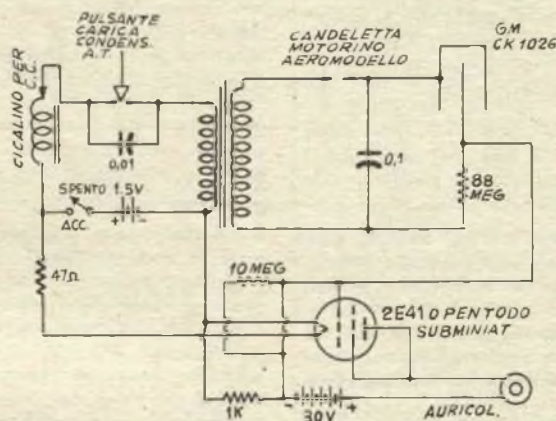 PULSANTE
CARICA
CONDENS.
A.T.
CICALINO PER
C.C.
0,01
CANDELETTA
MOTORINO
AEROMODELLO
G.M
CK 1026
0,1
88
MEG
SPENTO 1.5V
ACC.
+ -
47Ω
10 MEG
2E41 O PENTODO
SUBMINIAT
1K
- +
30V
AURICOL.